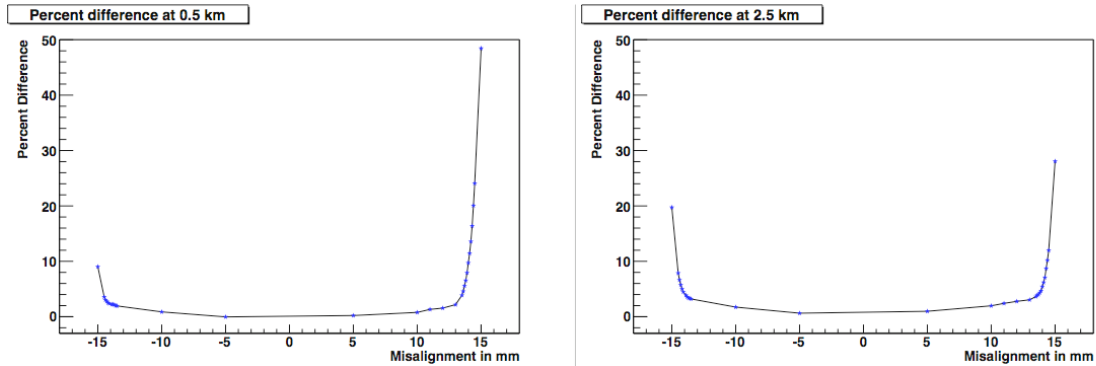 Percent difference at 0.5 km
Percent Difference
50
40
30
20
10
0
-15 -10 -5 0 5 10 15
Misalignment in mm
Percent difference at 2.5 km
Percent Difference
50
40
30
20
10
0
-15 -10 -5 0 5 10 15
Misalignment in mm